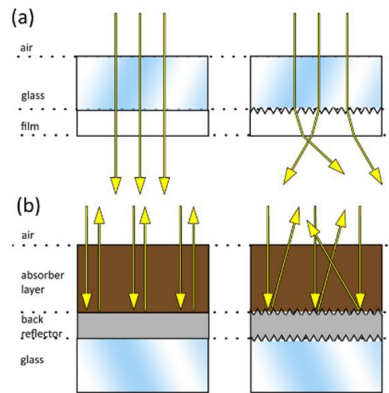 (a)
air
glass
film
(b)
air
absorber
layer
back
reflector
glass